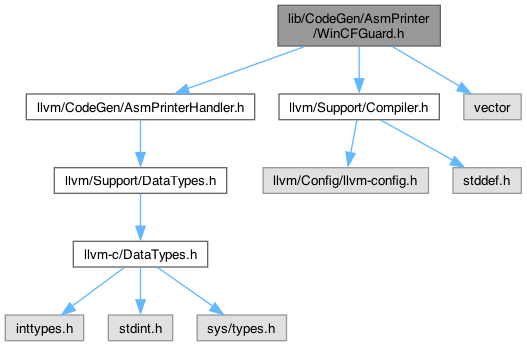 lib/CodeGen/AsmPrinter
/WinCFGuard.h
llvm/CodeGen/AsmPrinterHandler.h
llvm/Support/Compiler.h
vector
llvm/Support/DataTypes.h
llvm/Config/llvm-config.h
stddef.h
llvm-c/DataTypes.h
inttypes.h
stdint.h
sys/types.h